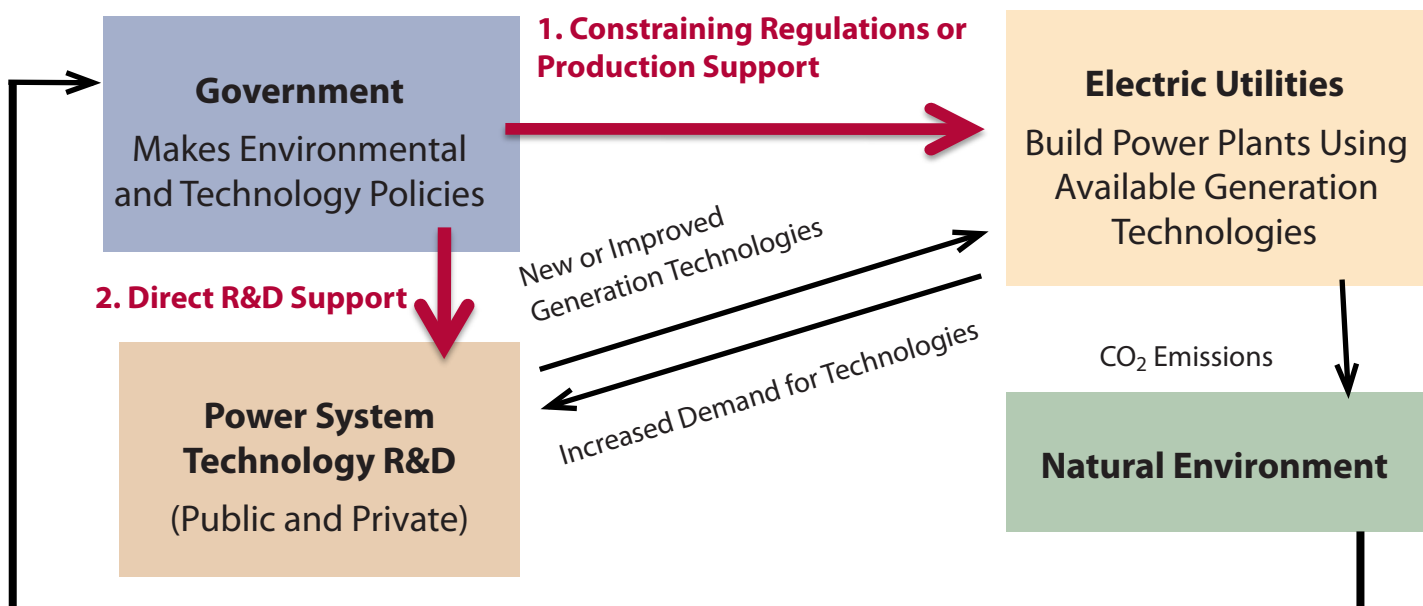 Government
Makes Environmental
and Technology Policies
1. Constraining Regulations or
Production Support
Electric Utilities
Build Power Plants Using
Available Generation
Technologies
New or Improved
Generation Technologies
2. Direct R&D Support
Increased Demand for Technologies
CO₂ Emissions
Power System
Technology R&D
(Public and Private)
Natural Environment